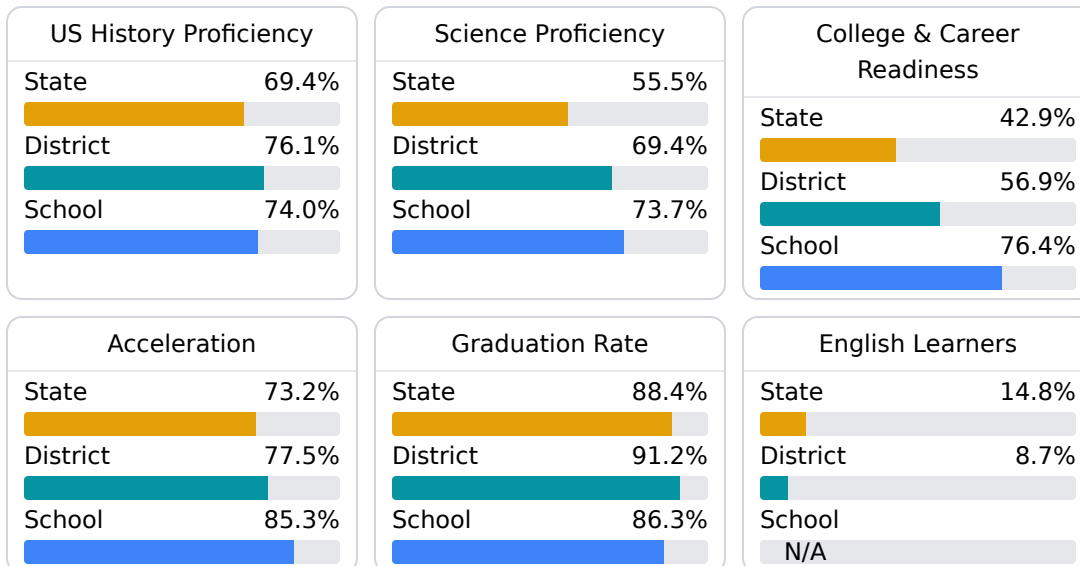 US History Proficiency
State 69.4%
District 76.1%
School 74.0%
Science Proficiency
State 55.5%
District 69.4%
School 73.7%
College & Career
Readiness
State 42.9%
District 56.9%
School 76.4%
Acceleration
State 73.2%
District 77.5%
School 85.3%
Graduation Rate
State 88.4%
District 91.2%
School 86.3%
English Learners
State 14.8%
District 8.7%
School
N/A